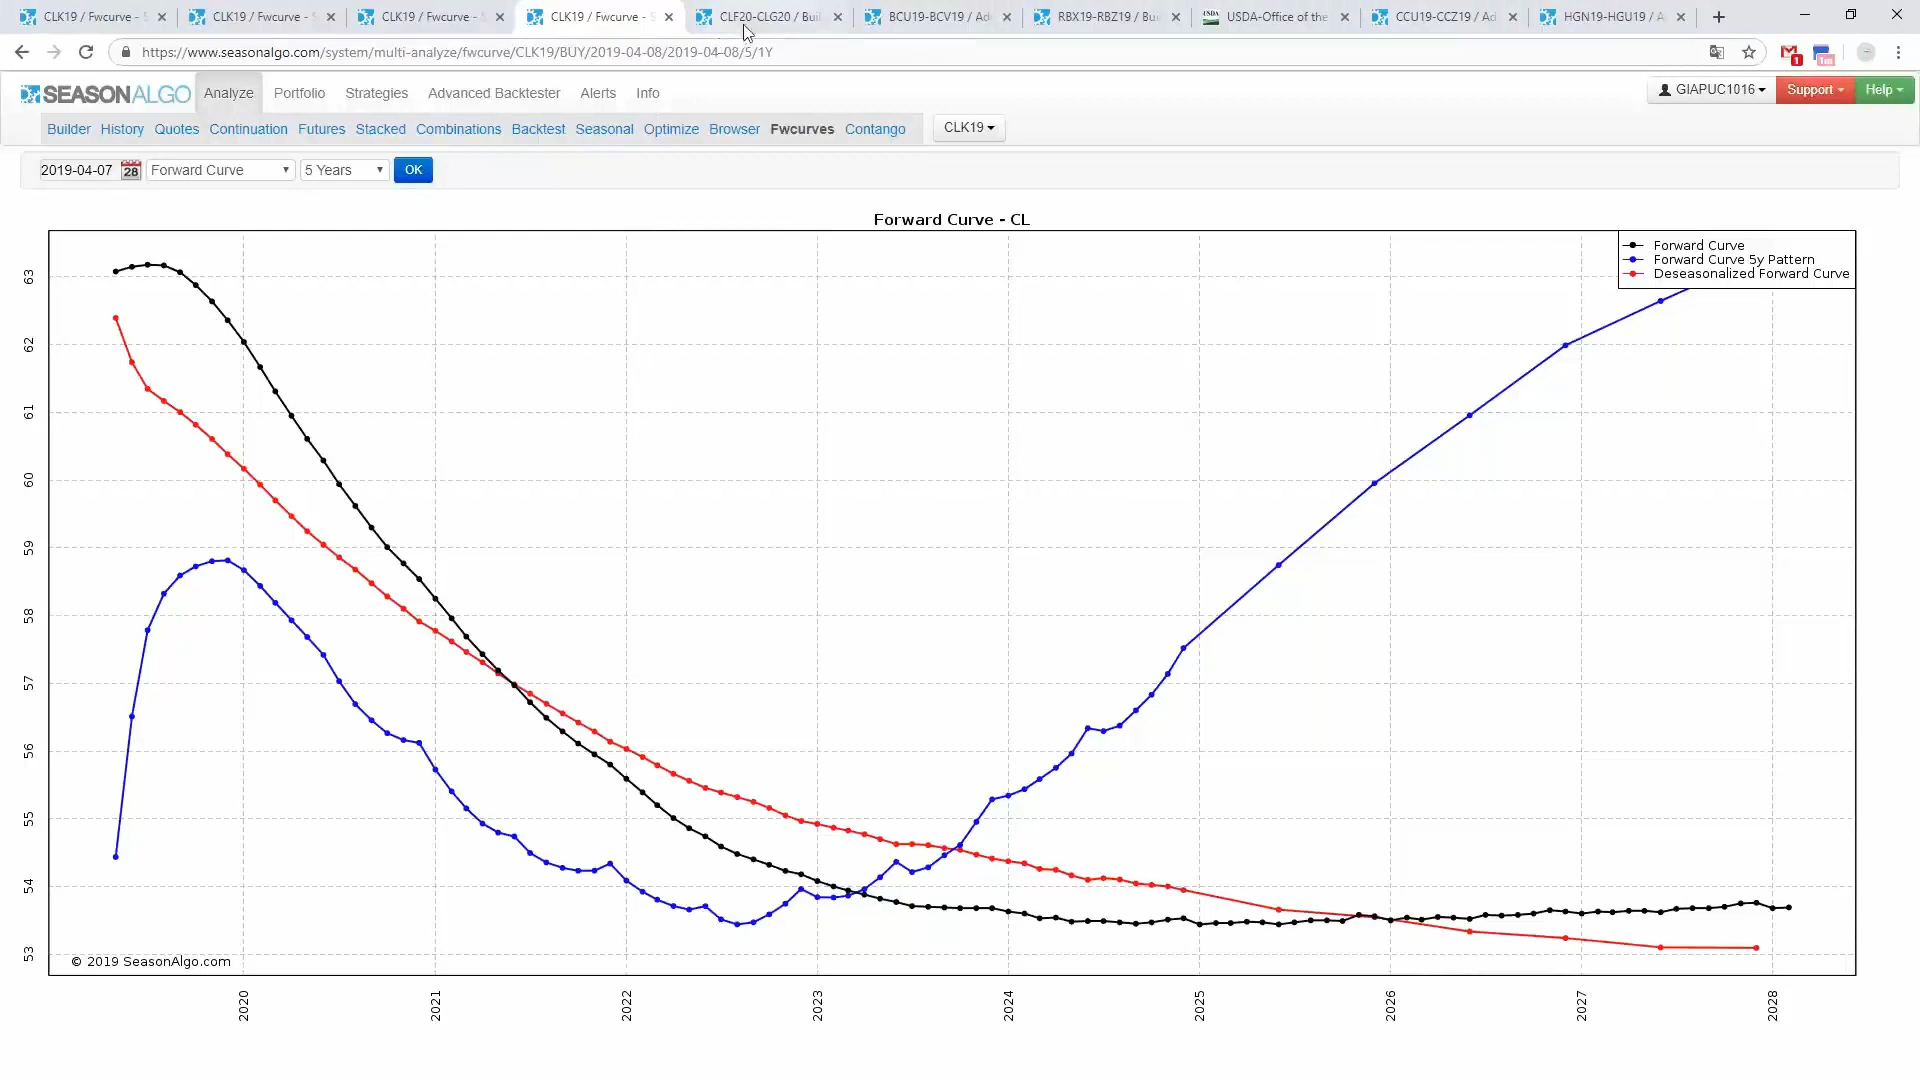 CLK19 / Fwcurve - S
CLK19 / Fwcurve - S
CLK19 / Fwcurve - S
CLK19 / Fwcurve - S
CLF20-CLG20 / Bui
BCU19-BCV19 / Ad
RBX19-RBZ19 / Bu
USDA-Office of the
CCU19-CCZ19 / Ad
HGN19-HGU19 / A
https://www.seasonalgo.com/system/multi-analyze/fwcurve/CLK19/BUY/2019-04-08/2019-04-08/5/1Y
1
1m
SEASONALGO
Analyze
Portfolio
Strategies
Advanced Backtester
Alerts
Info
GIAPUC1016
Support
Help
Builder
History
Quotes
Continuation
Futures
Stacked
Combinations
Backtest
Seasonal
Optimize
Browser
Fwcurves
Contango
CLK19
2019-04-07
28
Forward Curve
5 Years
OK
Forward Curve - CL
Forward Curve
Forward Curve 5y Pattern
Deseasonalized Forward Curve
63
62
61
60
59
58
57
56
55
54
53
© 2019 SeasonAlgo.com
2020
2021
2022
2023
2024
2025
2026
2027
2028